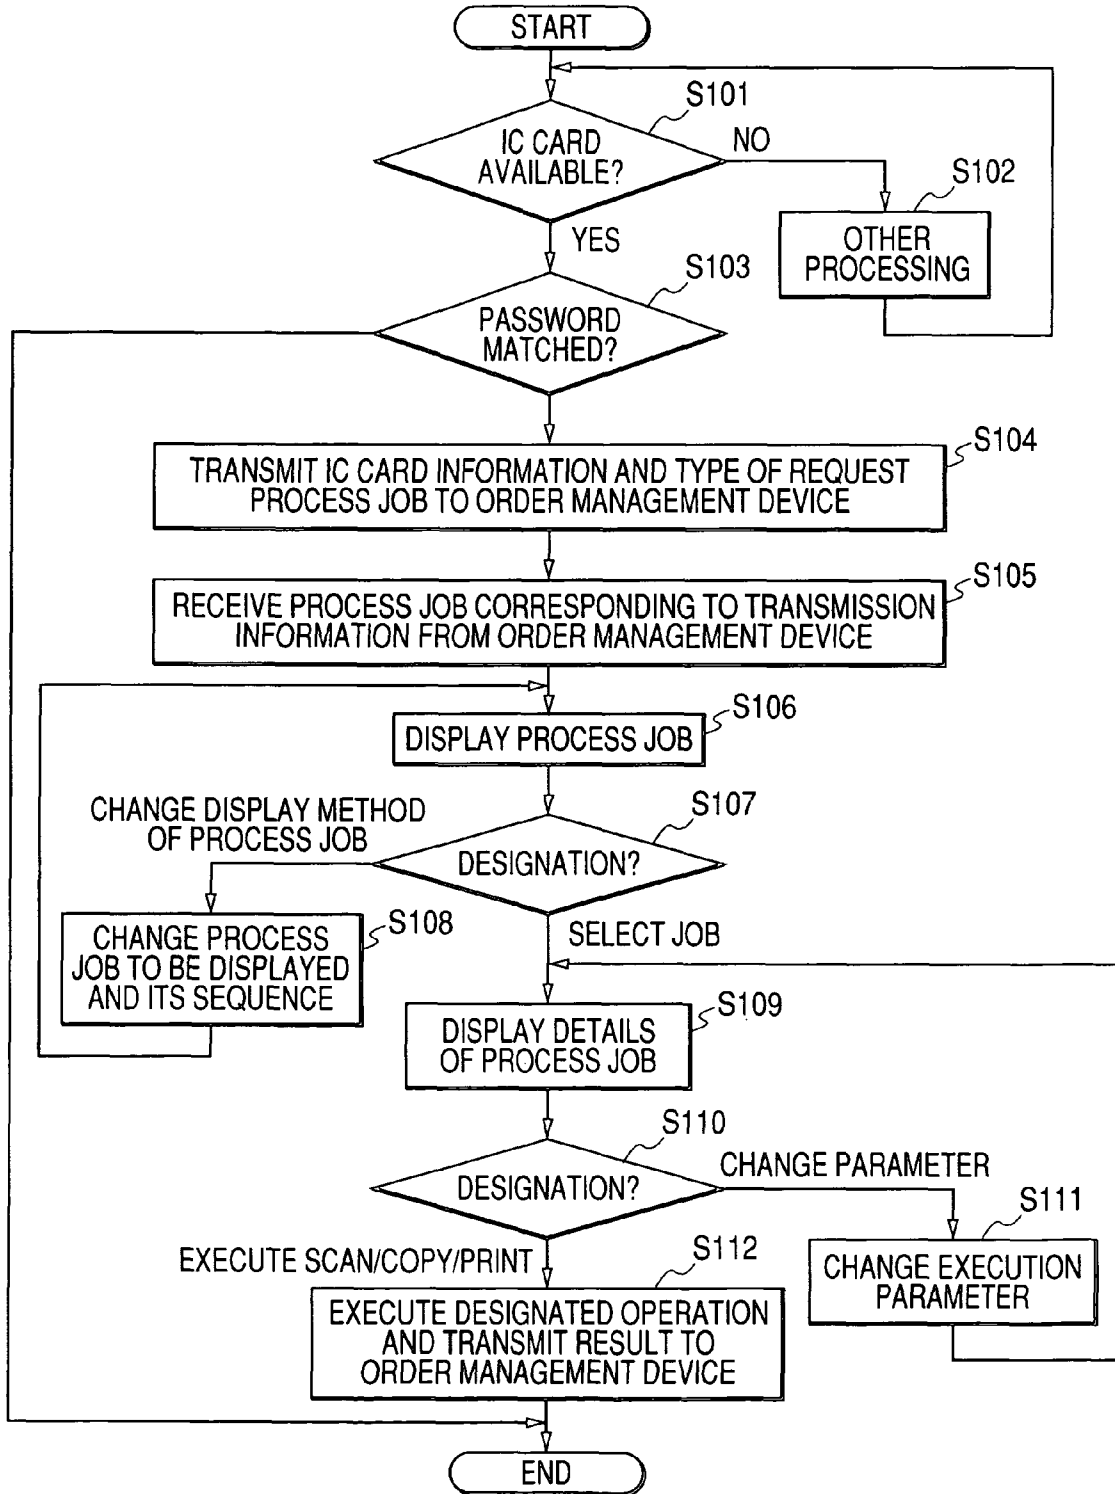 START
S101
IC CARD
AVAILABLE?
NO
S102
OTHER
PROCESSING
YES
S103
PASSWORD
MATCHED?
S104
TRANSMIT IC CARD INFORMATION AND TYPE OF REQUEST
PROCESS JOB TO ORDER MANAGEMENT DEVICE
S105
RECEIVE PROCESS JOB CORRESPONDING TO TRANSMISSION
INFORMATION FROM ORDER MANAGEMENT DEVICE
S106
DISPLAY PROCESS JOB
S107
CHANGE DISPLAY METHOD
OF PROCESS JOB
DESIGNATION?
S108
CHANGE PROCESS
JOB TO BE DISPLAYED
AND ITS SEQUENCE
SELECT JOB
S109
DISPLAY DETAILS
OF PROCESS JOB
S110
DESIGNATION?
CHANGE PARAMETER
S111
CHANGE EXECUTION
PARAMETER
EXECUTE SCAN/COPY/PRINT
S112
EXECUTE DESIGNATED OPERATION
AND TRANSMIT RESULT TO
ORDER MANAGEMENT DEVICE
END